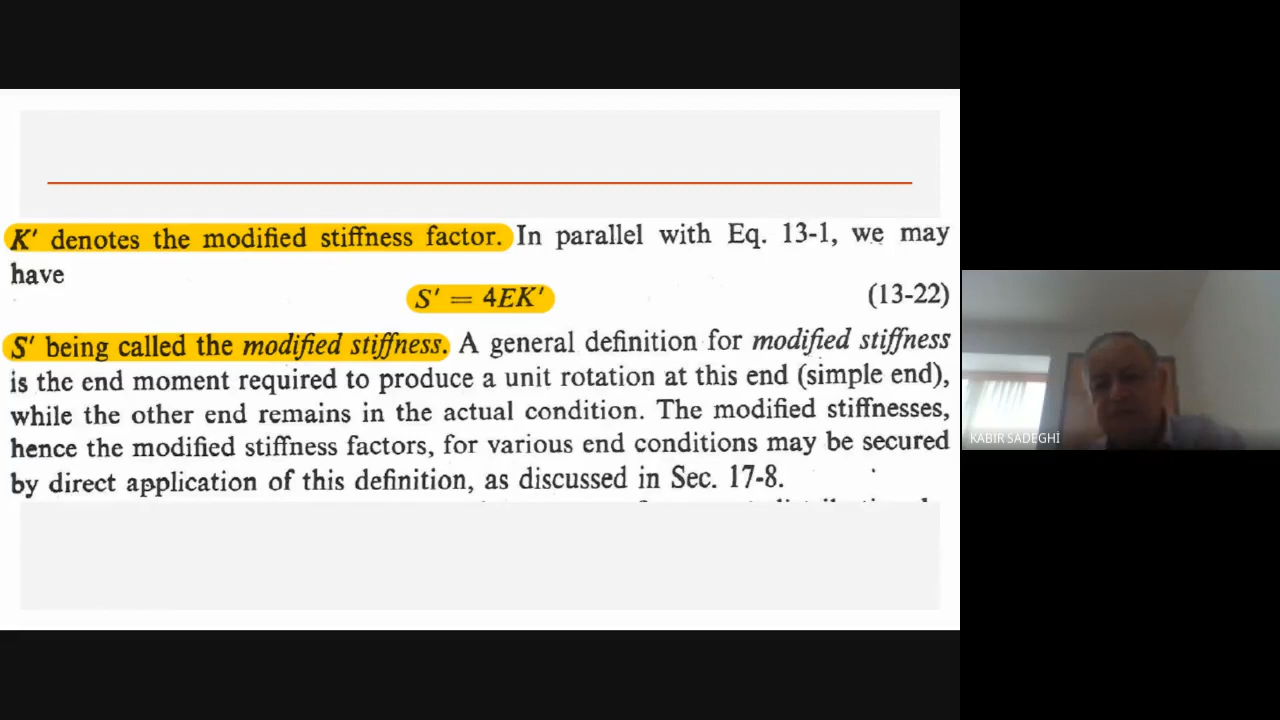 K′ denotes the modified stiffness factor. In parallel with Eq. 13-1, we may
have
S′ = 4EK′ (13-22)
S′ being called the modified stiffness. A general definition for modified stiffness
is the end moment required to produce a unit rotation at this end (simple end),
while the other end remains in the actual condition. The modified stiffnesses,
hence the modified stiffness factors, for various end conditions may be secured
by direct application of this definition, as discussed in Sec. 17-8.
KABIR SADEGHİ